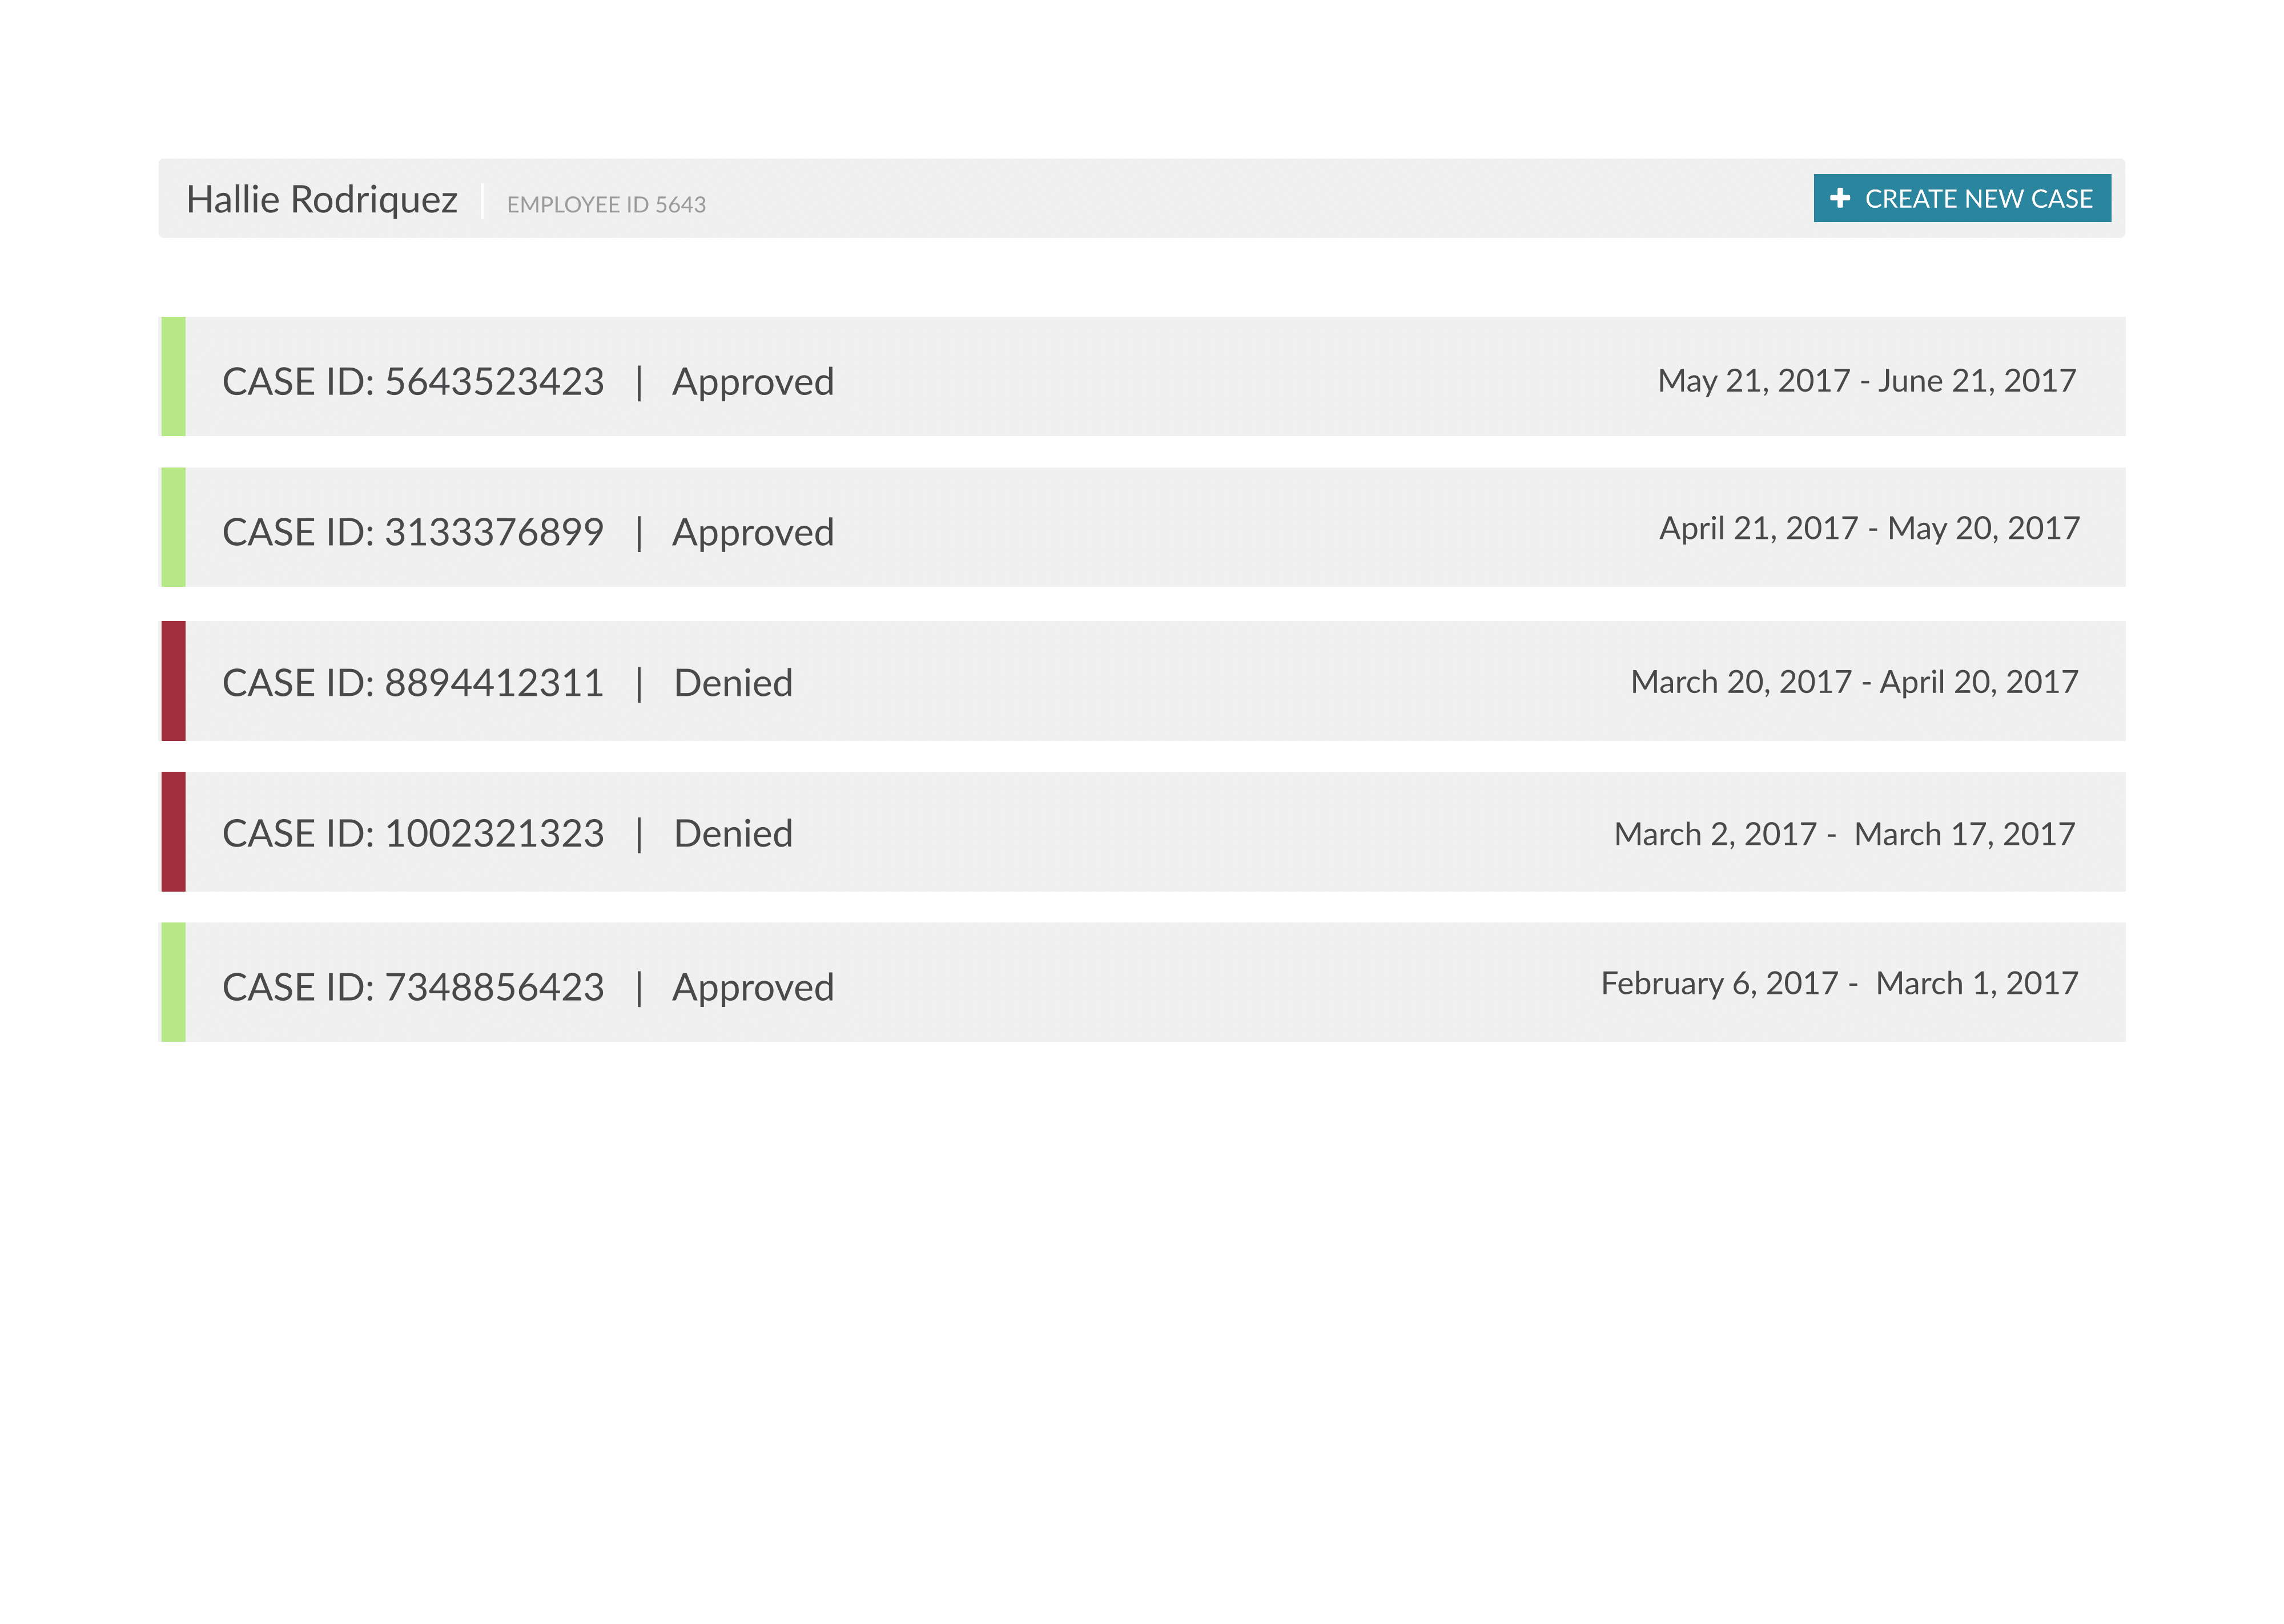 Hallie Rodriquez | EMPLOYEE ID 5643 CREATE NEW CASE
CASE ID: 5643523423 | Approved May 21, 2017 - June 21, 2017
CASE ID: 3133376899 | Approved April 21, 2017 - May 20, 2017
CASE ID: 8894412311 | Denied March 20, 2017 - April 20, 2017
CASE ID: 1002321323 | Denied March 2, 2017 - March 17, 2017
CASE ID: 7348856423 | Approved February 6, 2017 - March 1, 2017